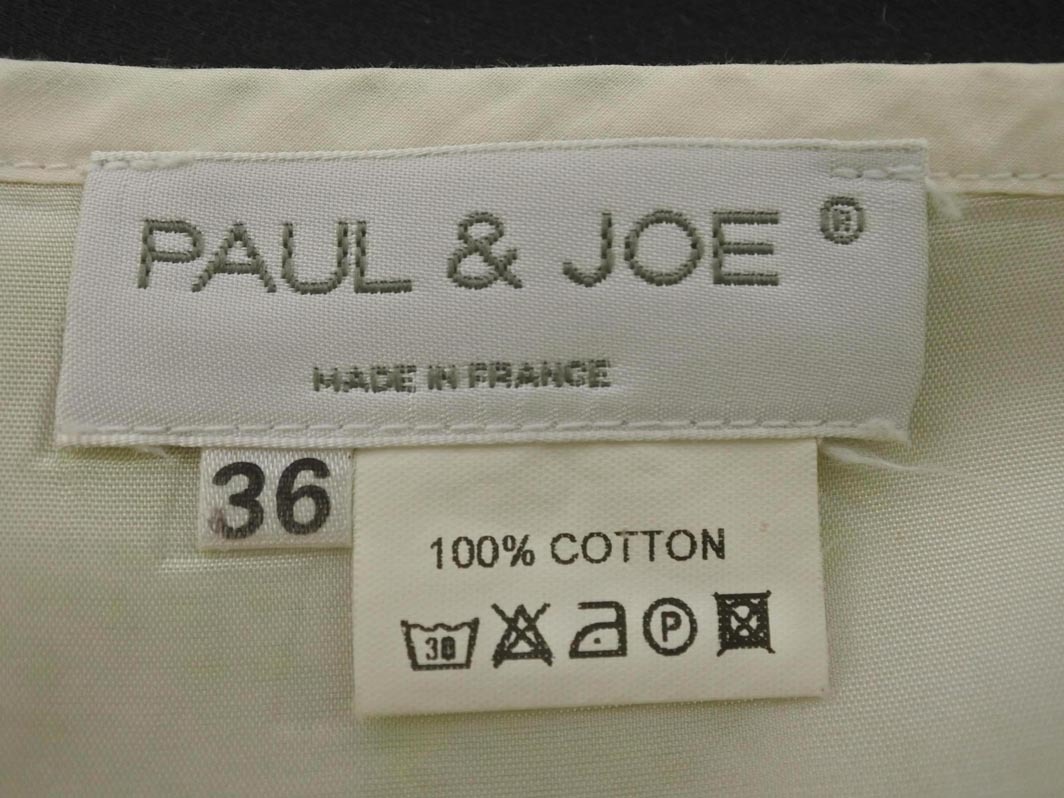 PAUL & JOE ®
MADE IN FRANCE
36
100% COTTON
30 P